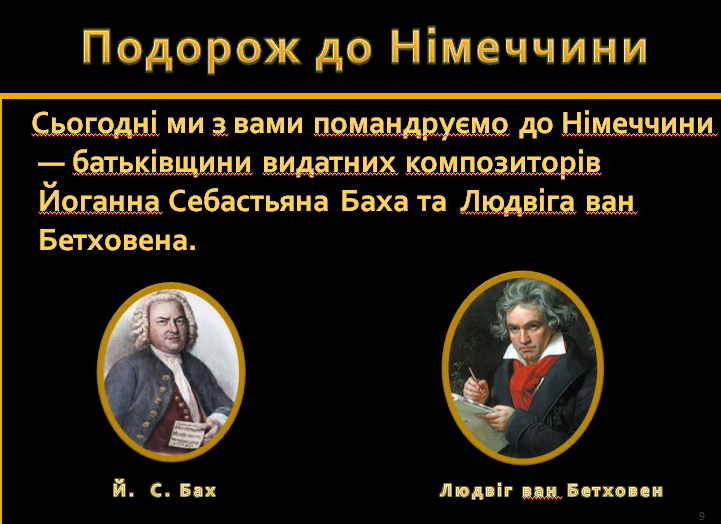 Подорож до Німеччини
Сьогодні ми з вами помандруємо до Німеччини
— батьківщини видатних композиторів
Йоганна Себастьяна Баха та Людвіга ван
Бетховена.
Й. С. Бах
Людвіг ван Бетховен
9